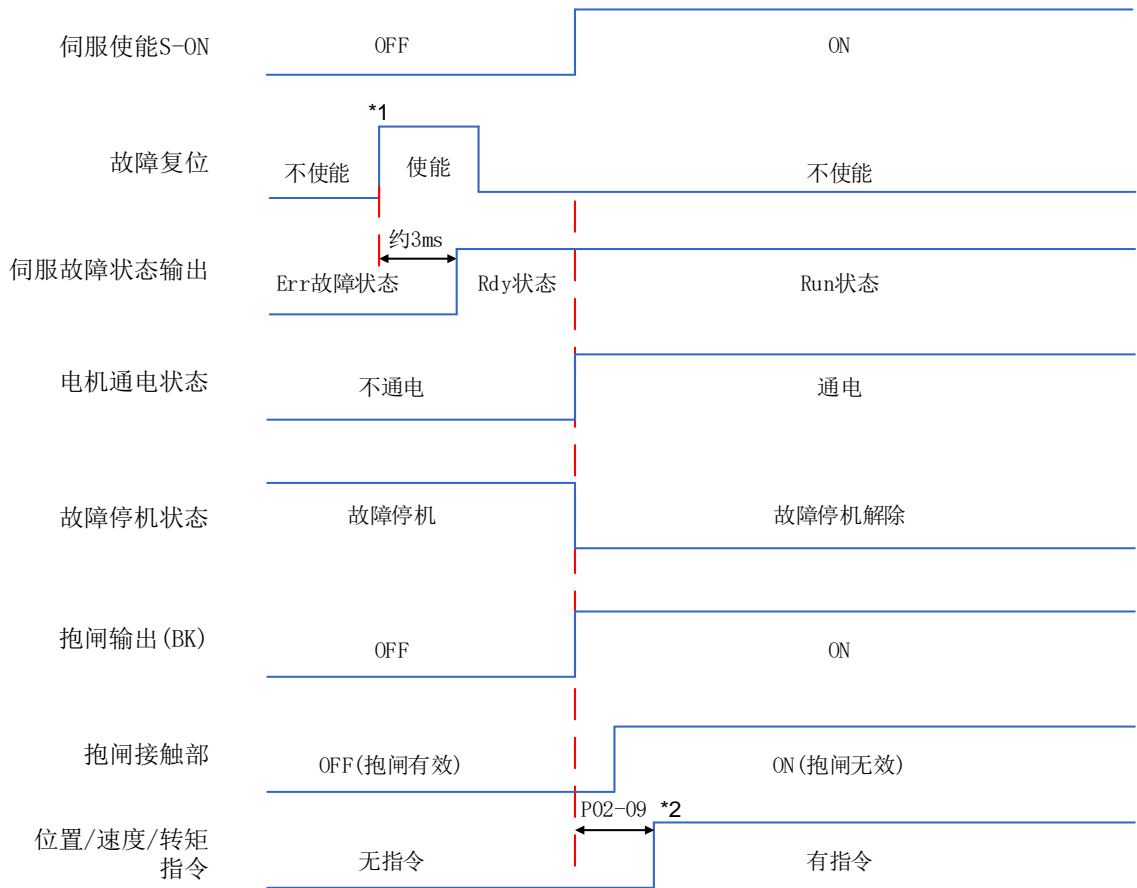 伺服使能S-ON
OFF
ON
*1
故障复位
不使能
使能
不使能
约3ms
伺服故障状态输出
Err故障状态
Rdy状态
Run状态
电机通电状态
不通电
通电
故障停机状态
故障停机
故障停机解除
抱闸输出(BK)
OFF
ON
抱闸接触部
OFF(抱闸有效)
ON(抱闸无效)
P02-09
*2
位置/速度/转矩
指令
无指令
有指令